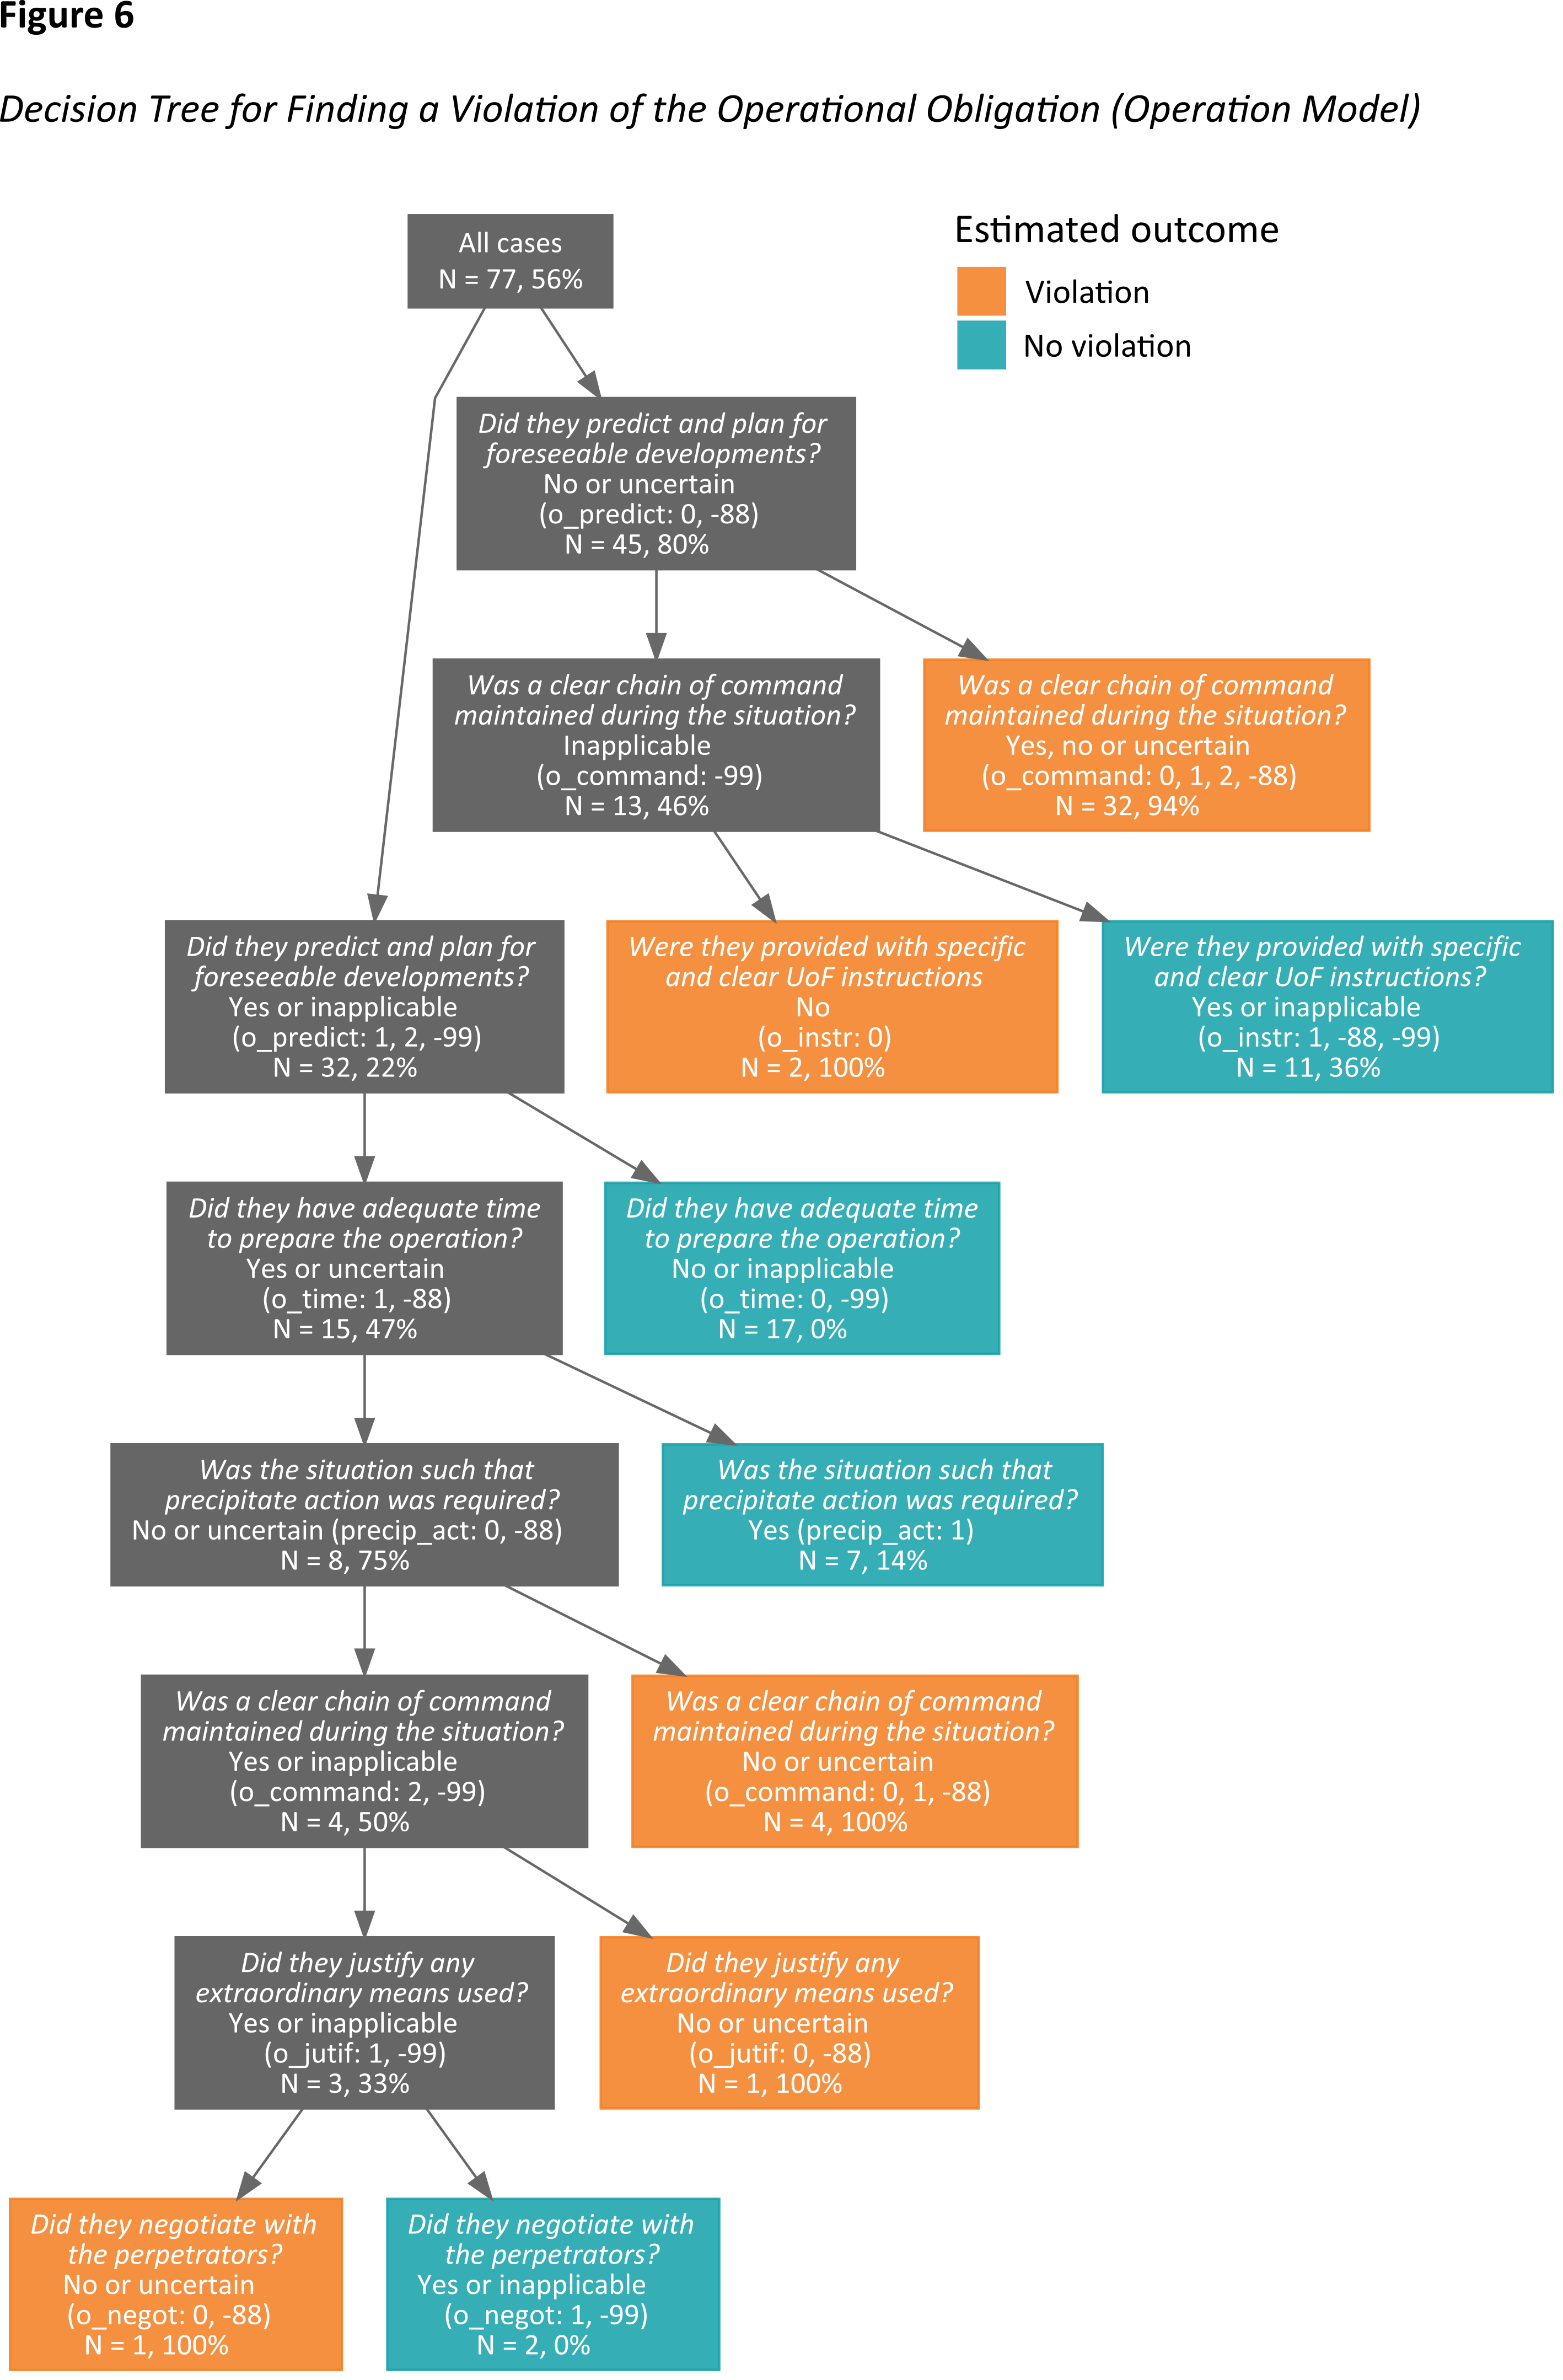 Figure 6
Decision Tree for Finding a Violation of the Operational Obligation (Operation Model)
All cases
N = 77, 56%
Estimated outcome
Violation
No violation
Did they predict and plan for
foreseeable developments?
No or uncertain
(o_predict: 0, -88)
N = 45, 80%
Was a clear chain of command
maintained during the situation?
Inapplicable
(o_command: -99)
N = 13, 46%
Was a clear chain of command
maintained during the situation?
Yes, no or uncertain
(o_command: 0, 1, 2, -88)
N = 32, 94%
Did they predict and plan for
foreseeable developments?
Yes or inapplicable
(o_predict: 1, 2, -99)
N = 32, 22%
Were they provided with specific
and clear UoF instructions
No
(o_instr: 0)
N = 2, 100%
Were they provided with specific
and clear UoF instructions?
Yes or inapplicable
(o_instr: 1, -88, -99)
N = 11, 36%
Did they have adequate time
to prepare the operation?
Yes or uncertain
(o_time: 1, -88)
N = 15, 47%
Did they have adequate time
to prepare the operation?
No or inapplicable
(o_time: 0, -99)
N = 17, 0%
Was the situation such that
precipitate action was required?
No or uncertain (precip_act: 0, -88)
N = 8, 75%
Was the situation such that
precipitate action was required?
Yes (precip_act: 1)
N = 7, 14%
Was a clear chain of command
maintained during the situation?
Yes or inapplicable
(o_command: 2, -99)
N = 4, 50%
Was a clear chain of command
maintained during the situation?
No or uncertain
(o_command: 0, 1, -88)
N = 4, 100%
Did they justify any
extraordinary means used?
Yes or inapplicable
(o_jutif: 1, -99)
N = 3, 33%
Did they justify any
extraordinary means used?
No or uncertain
(o_jutif: 0, -88)
N = 1, 100%
Did they negotiate with
the perpetrators?
No or uncertain
(o_negot: 0, -88)
N = 1, 100%
Did they negotiate with
the perpetrators?
Yes or inapplicable
(o_negot: 1, -99)
N = 2, 0%